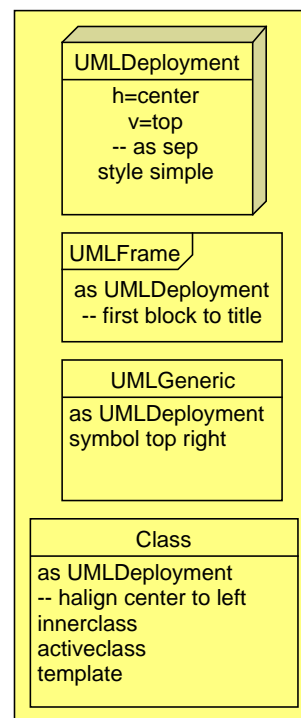 UMLDeployment
h=center
v=top
-- as sep
style simple
UMLFrame
as UMLDeployment
-- first block to title
UMLGeneric
as UMLDeployment
symbol top right
Class
as UMLDeployment
-- halign center to left
innerclass
activeclass
template